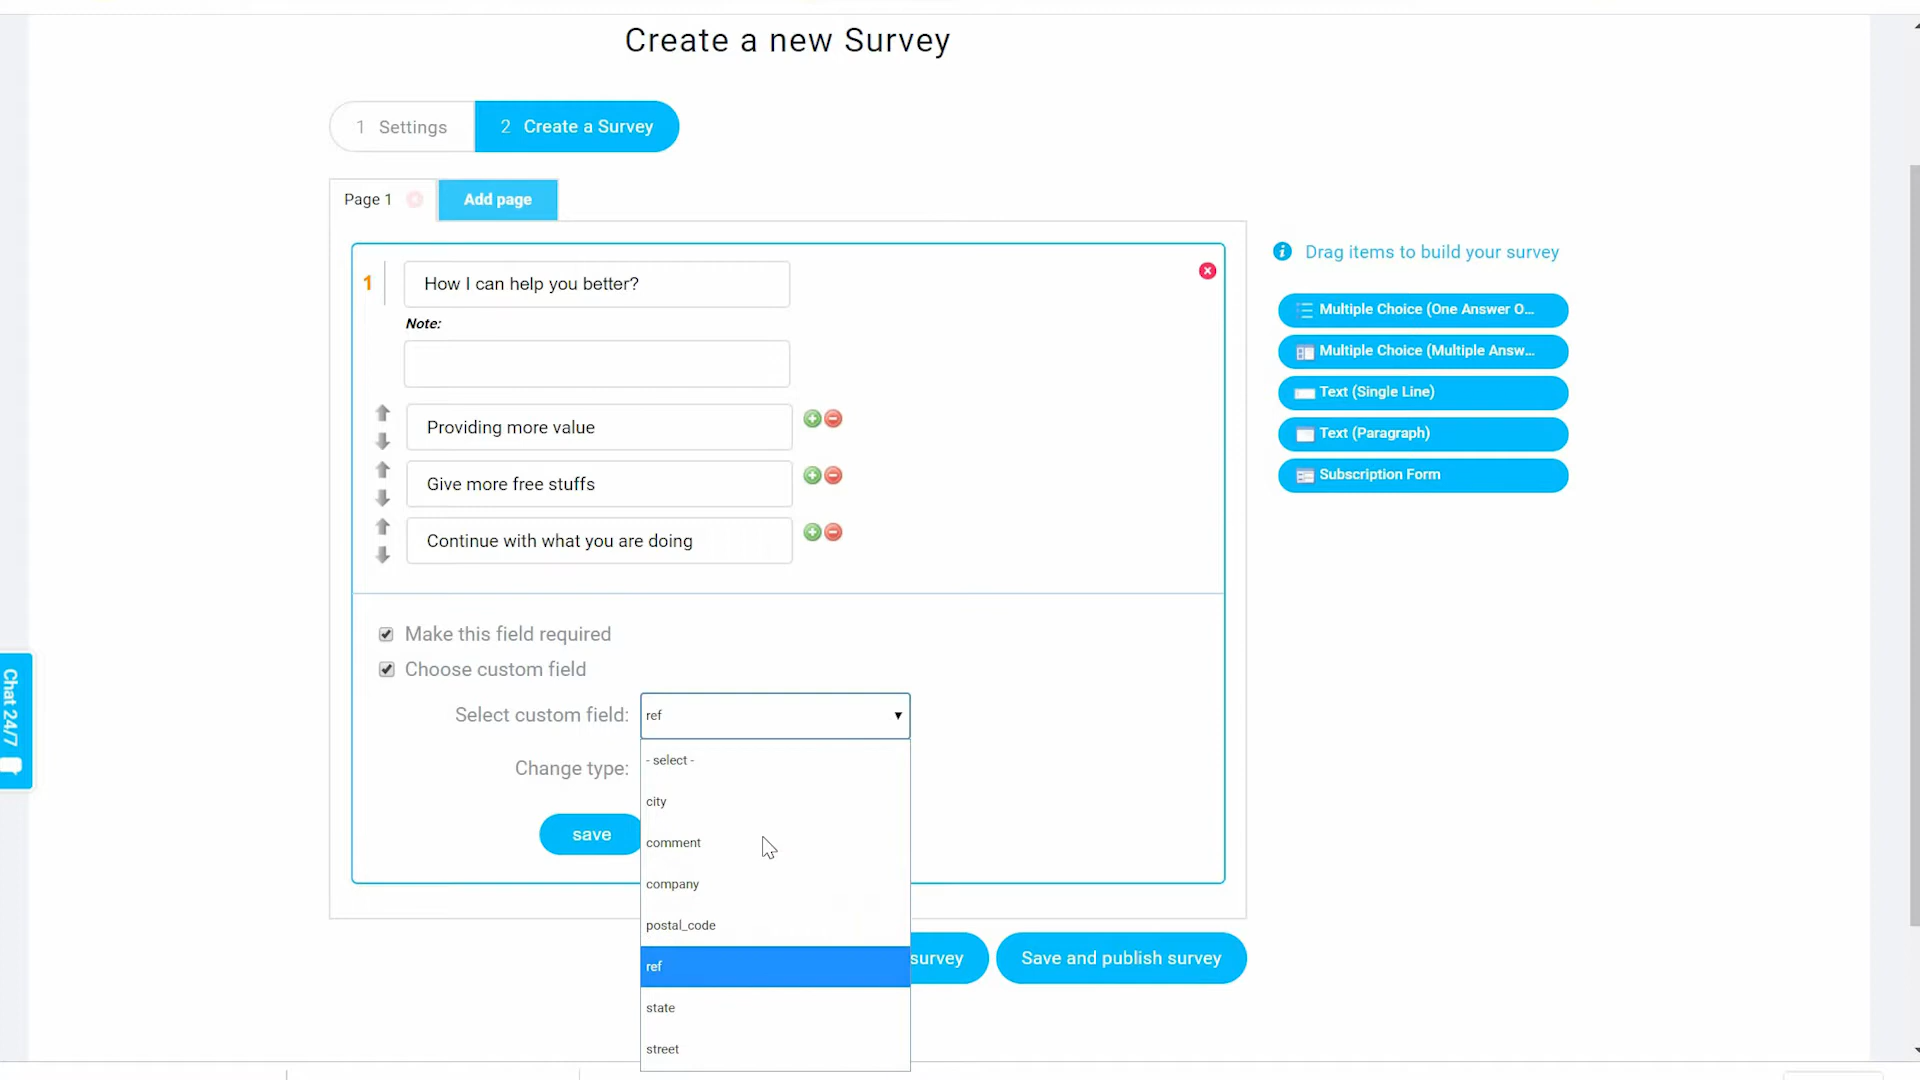 Create a new Survey
1 Settings
2 Create a Survey
Page 1
Add page
Drag items to build your survey
1
How I can help you better?
Note:
Multiple Choice (One Answer O...
Multiple Choice (Multiple Answ...
Text (Single Line)
Text (Paragraph)
Subscription Form
Providing more value
Give more free stuffs
Continue with what you are doing
Make this field required
Choose custom field
Select custom field: ref
- select -
Change type:
city
save
comment
company
postal_code
ref
survey
Save and publish survey
state
street
Chat 24/7